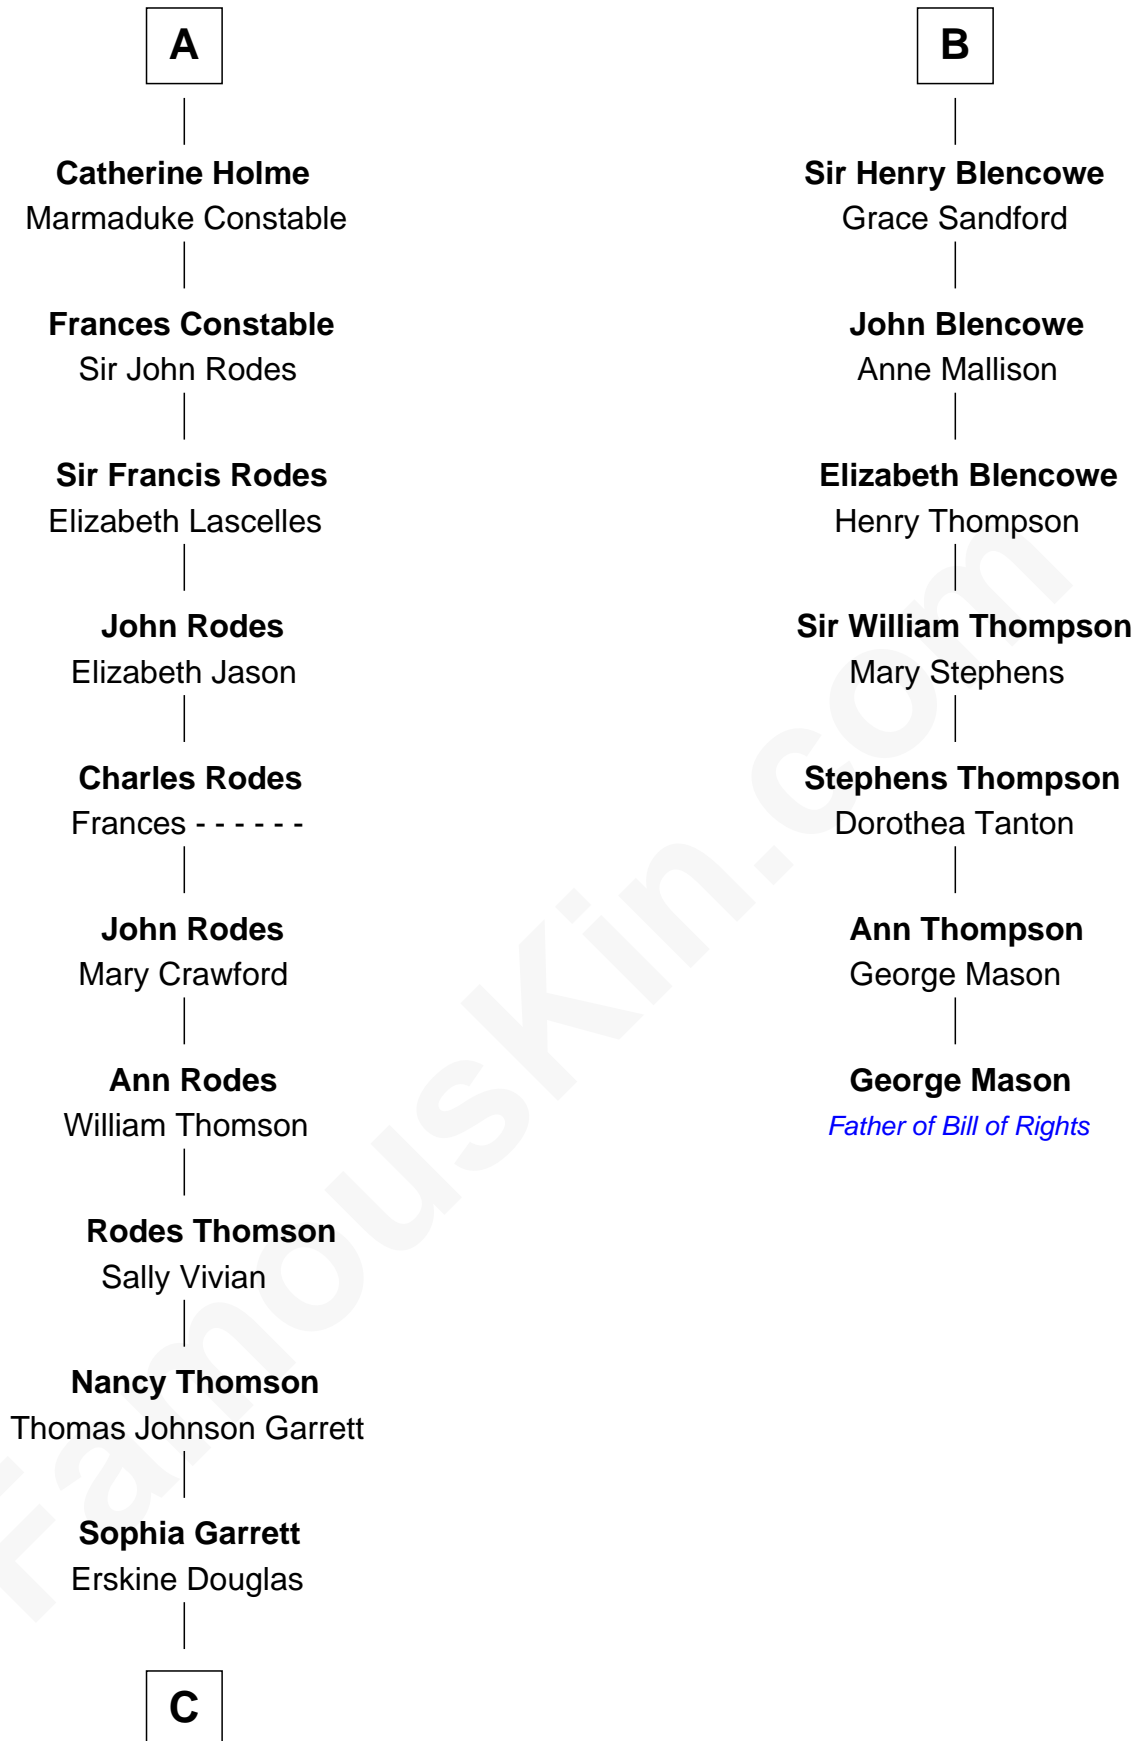 A
Catherine Holme
Marmaduke Constable
Frances Constable
Sir John Rodes
Sir Francis Rodes
Elizabeth Lascelles
John Rodes
Elizabeth Jason
Charles Rodes
Frances - - - - - -
John Rodes
Mary Crawford
Ann Rodes
William Thomson
Rodes Thomson
Sally Vivian
Nancy Thomson
Thomas Johnson Garrett
Sophia Garrett
Erskine Douglas
C
B
Sir Henry Blencowe
Grace Sandford
John Blencowe
Anne Mallison
Elizabeth Blencowe
Henry Thompson
Sir William Thompson
Mary Stephens
Stephens Thompson
Dorothea Tanton
Ann Thompson
George Mason
George Mason
Father of Bill of Rights
FamousKin.com